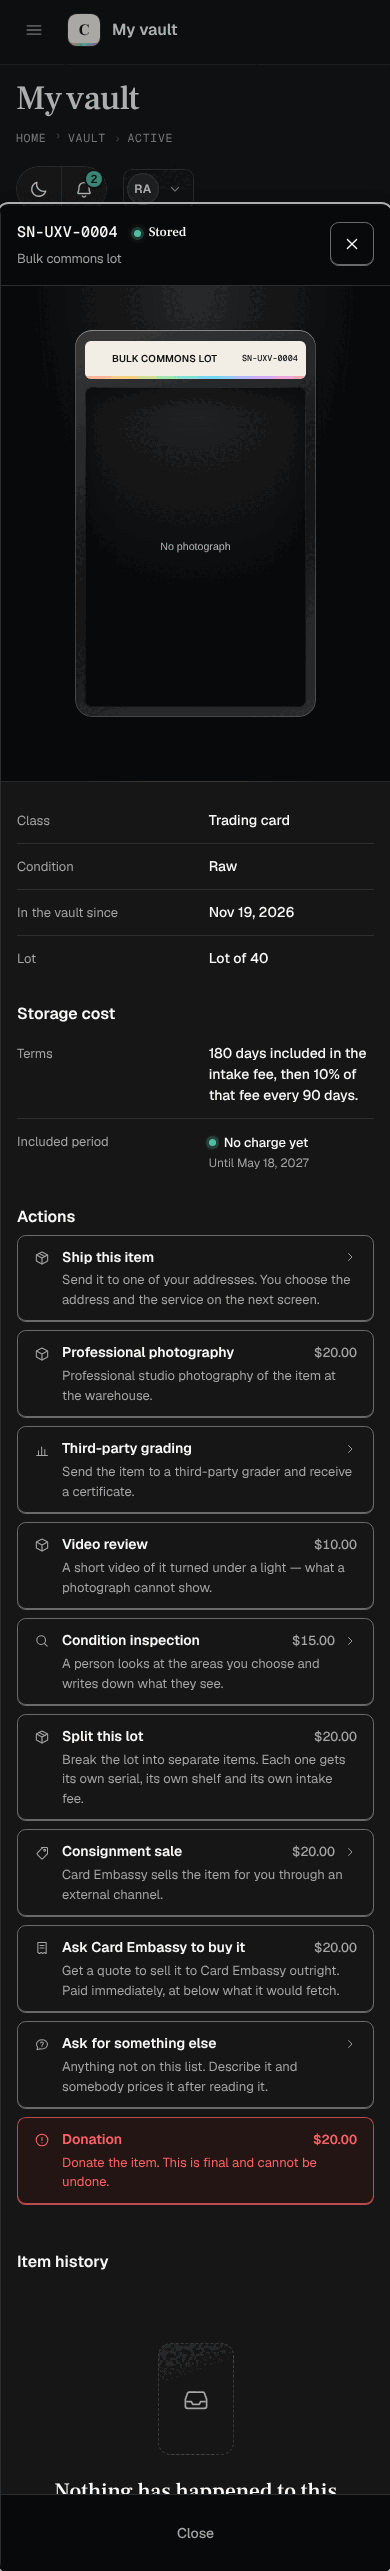 C
My vault
My vault
HOME › VAULT › ACTIVE
2
RA
SN-UXV-0004
Stored
Bulk commons lot
BULK COMMONS LOT
SN-UXV-0004
No photograph
Class
Trading card
Condition
Raw
In the vault since
Nov 19, 2026
Lot
Lot of 40
Storage cost
Terms
180 days included in the
intake fee, then 10% of
that fee every 90 days.
Included period
No charge yet
Until May 18, 2027
Actions
Ship this item
Send it to one of your addresses. You choose the
address and the service on the next screen.
Professional photography
$20.00
Professional studio photography of the item at
the warehouse.
Third-party grading
Send the item to a third-party grader and receive
a certificate.
Video review
$10.00
A short video of it turned under a light — what a
photograph cannot show.
Condition inspection
$15.00
A person looks at the areas you choose and
writes down what they see.
Split this lot
$20.00
Break the lot into separate items. Each one gets
its own serial, its own shelf and its own intake
fee.
Consignment sale
$20.00
Card Embassy sells the item for you through an
external channel.
Ask Card Embassy to buy it
$20.00
Get a quote to sell it to Card Embassy outright.
Paid immediately, at below what it would fetch.
Ask for something else
Anything not on this list. Describe it and
somebody prices it after reading it.
Donation
$20.00
Donate the item. This is final and cannot be
undone.
Item history
Nothing has happened to this
Close